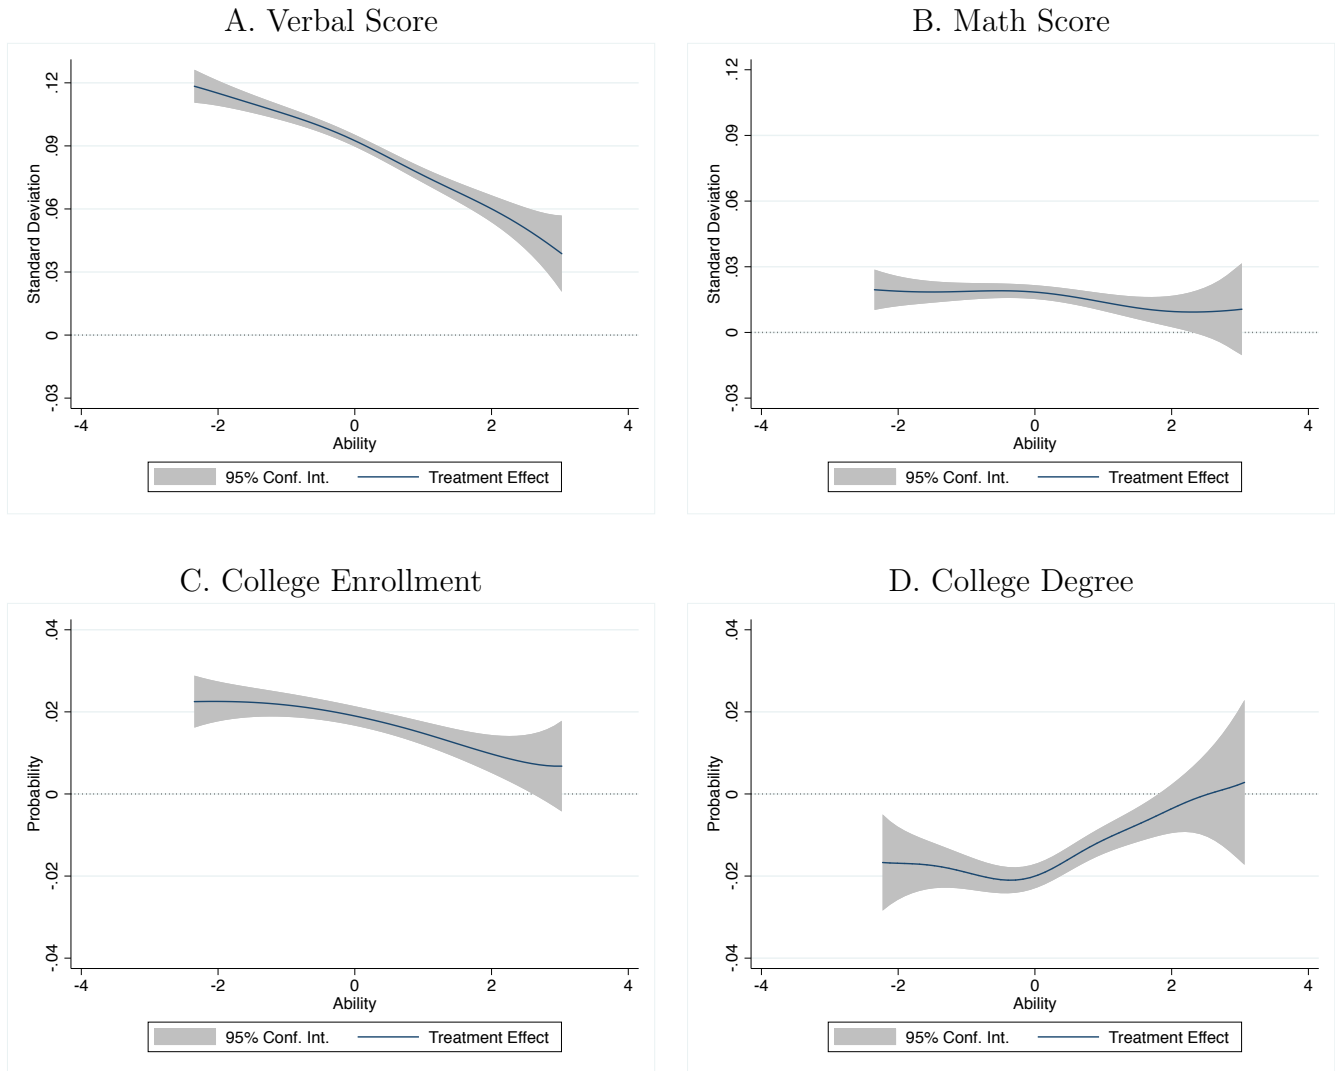 A. Verbal Score
Standard Deviation
.12
.09
.06
.03
0
-.03
-4 -2 0 2 4
Ability
95% Conf. Int. Treatment Effect
B. Math Score
Standard Deviation
.12
.09
.06
.03
0
-.03
-4 -2 0 2 4
Ability
95% Conf. Int. Treatment Effect
C. College Enrollment
Probability
.04
.02
0
-.02
-.04
-4 -2 0 2 4
Ability
95% Conf. Int. Treatment Effect
D. College Degree
Probability
.04
.02
0
-.02
-.04
-4 -2 0 2 4
Ability
95% Conf. Int. Treatment Effect